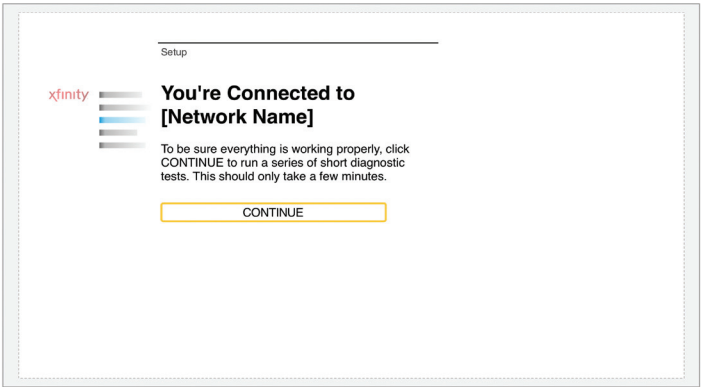 Setup
xfinity
You're Connected to
[Network Name]
To be sure everything is working properly, click
CONTINUE to run a series of short diagnostic
tests. This should only take a few minutes.
CONTINUE